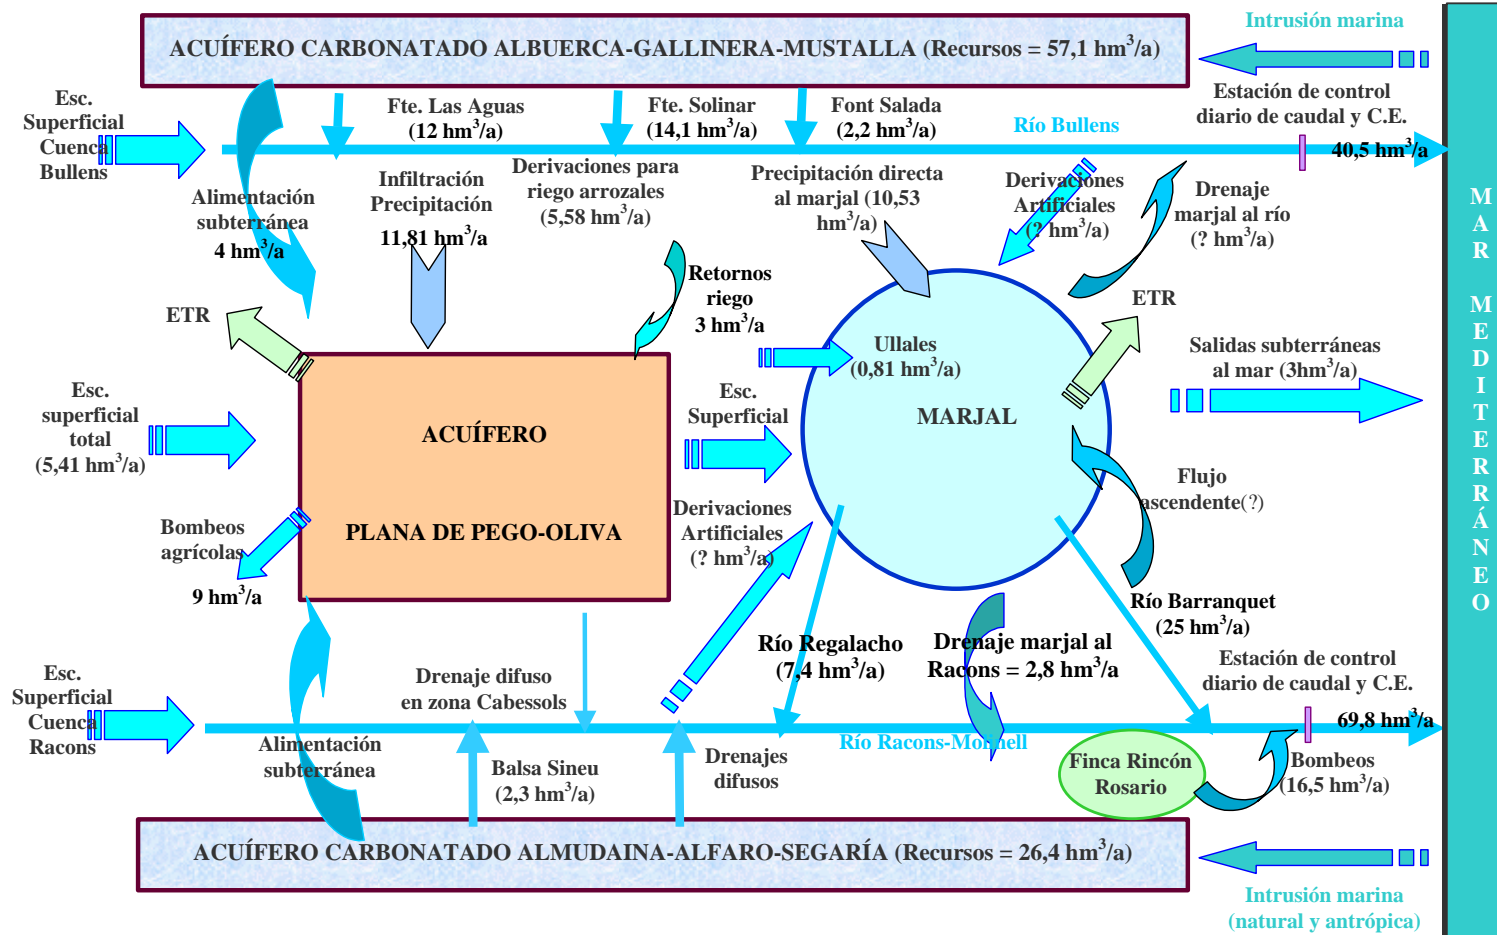 Intrusión marina
ACUÍFERO CARBONATADO ALBUERCA-GALLINERA-MUSTALLA (Recursos = 57,1 hm³/a)
Esc.
Superficial
Cuenca
Bullens
Fte. Las Aguas
(12 hm³/a)
Fte. Solinar
(14,1 hm³/a)
Font Salada
(2,2 hm³/a)
Río Bullens
Estación de control
diario de caudal y C.E.
40,5 hm³/a
Alimentación
subterránea
4 hm³/a
Infiltración
Precipitación
11,81 hm³/a
Derivaciones para
riego arrozales
(5,58 hm³/a)
Precipitación directa
al marjal (10,53
hm³/a)
Derivaciones
Artificiales
(? hm³/a)
Drenaje
marjal al río
(? hm³/a)
ETR
Retornos
riego
3 hm³/a
ETR
Ullales
(0,81 hm³/a)
Salidas subterráneas
al mar (3hm³/a)
Esc.
superficial
total
(5,41 hm³/a)
ACUÍFERO
PLANA DE PEGO-OLIVA
Esc.
Superficial
MARJAL
Flujo
ascendente(?)
Bombeos
agrícolas
9 hm³/a
Derivaciones
Artificiales
(? hm³/a)
Río Regalacho
(7,4 hm³/a)
Drenaje marjal al
Racons = 2,8 hm³/a
Río Barranquet
(25 hm³/a)
Esc.
Superficial
Cuenca
Racons
Drenaje difuso
en zona Cabessols
Estación de control
diario de caudal y C.E.
69,8 hm³/a
Alimentación
subterránea
Balsa Sineu
(2,3 hm³/a)
Drenajes
difusos
Río Racons-Molinell
Finca Rincón
Rosario
Bombeos
(16,5 hm³/a)
ACUÍFERO CARBONATADO ALMUDAINA-ALFARO-SEGARÍA (Recursos = 26,4 hm³/a)
Intrusión marina
(natural y antrópica)
MAR MEDITERRÁNEO